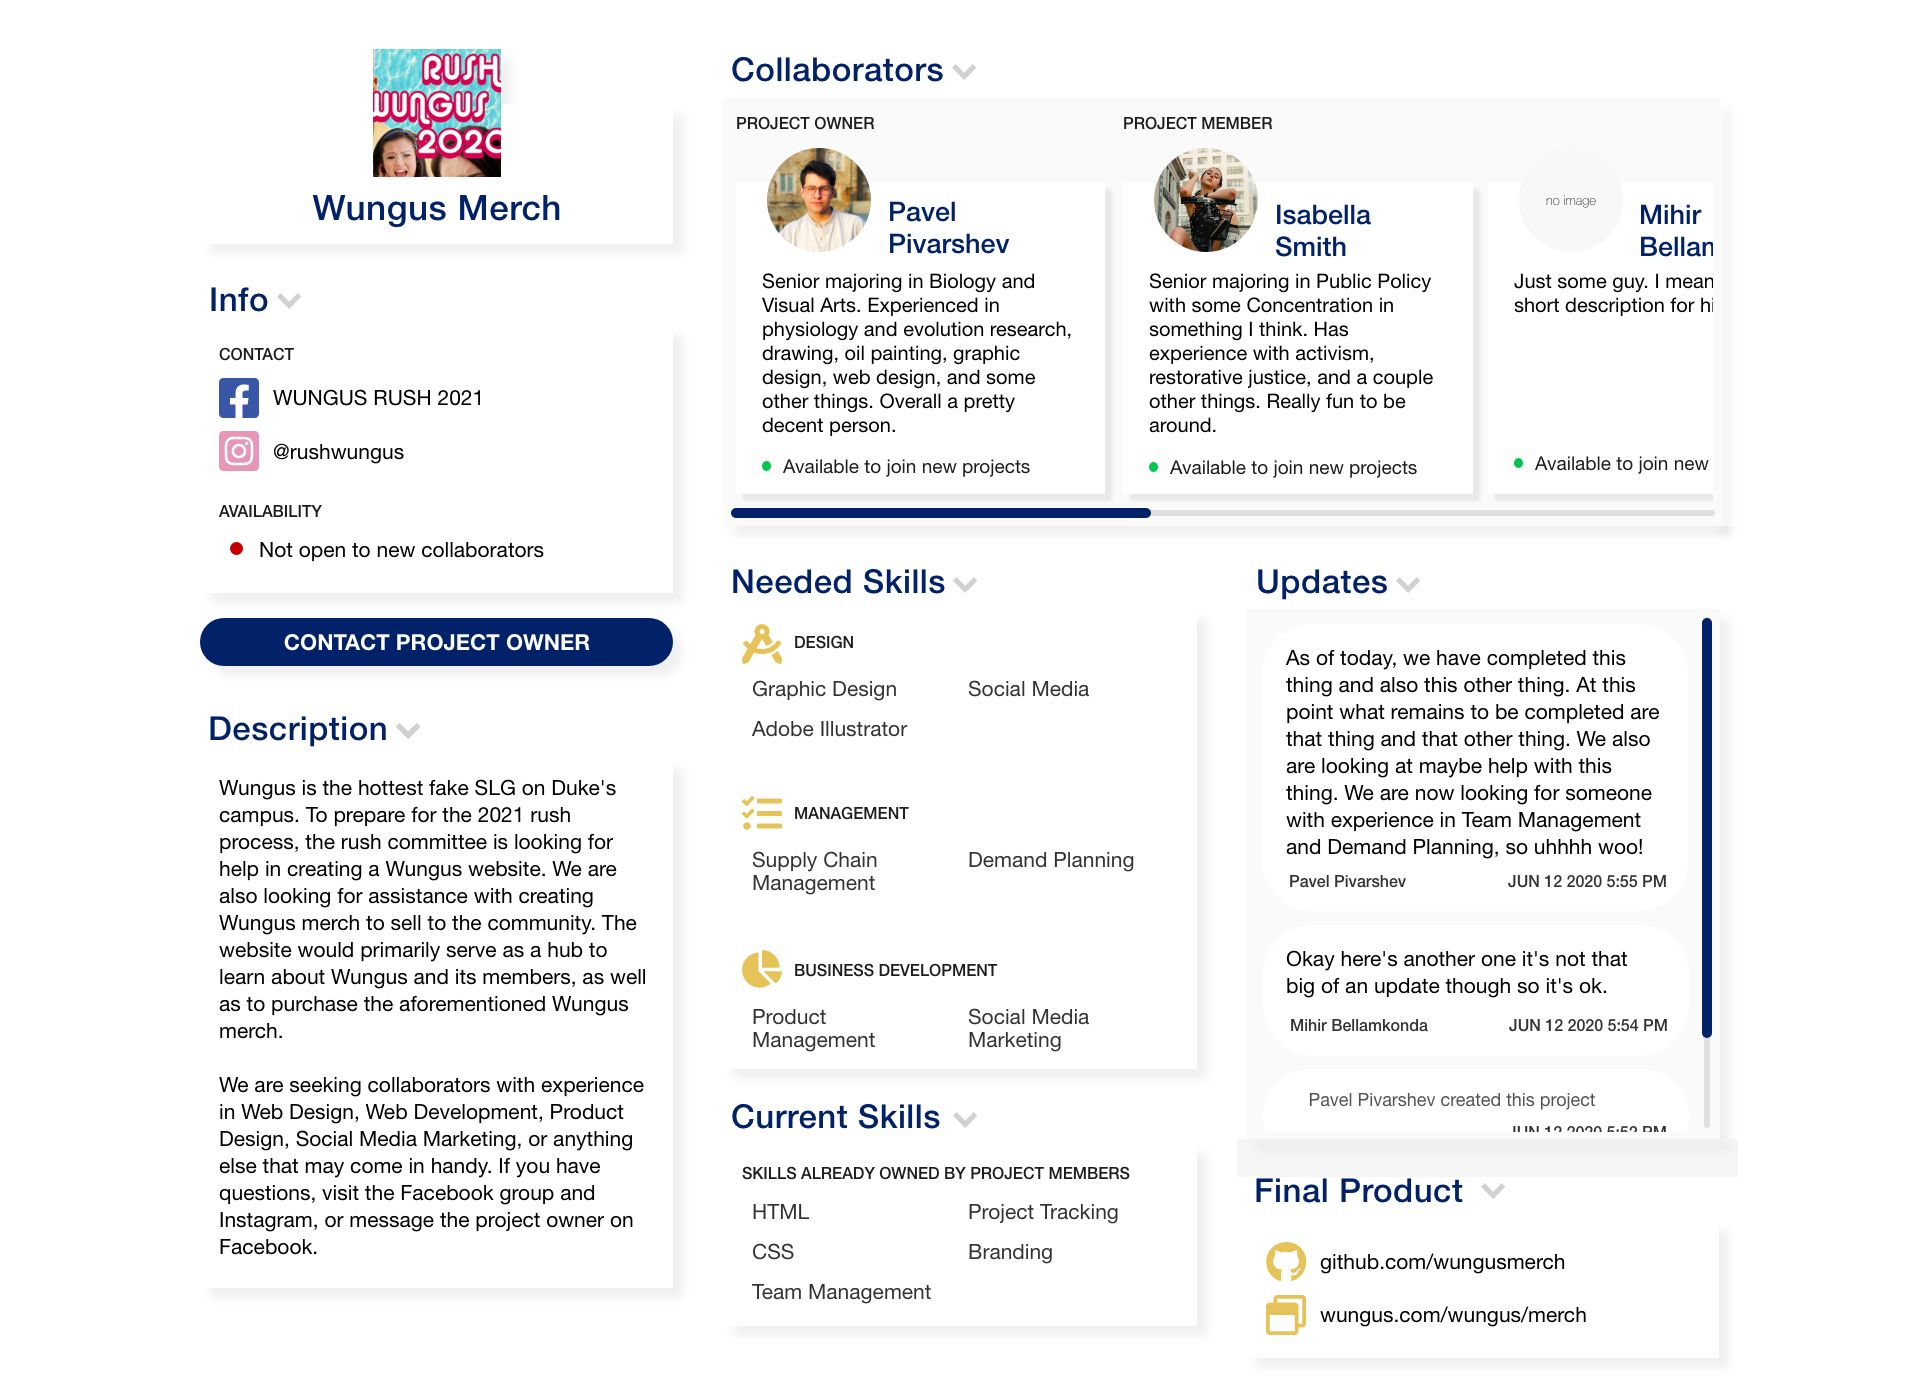 RUSH
WUNGUS
2020
Wungus Merch
Info
CONTACT
WUNGUS RUSH 2021
@rushwungus
AVAILABILITY
Not open to new collaborators
CONTACT PROJECT OWNER
Description
Wungus is the hottest fake SLG on Duke's
campus. To prepare for the 2021 rush
process, the rush committee is looking for
help in creating a Wungus website. We are
also looking for assistance with creating
Wungus merch to sell to the community. The
website would primarily serve as a hub to
learn about Wungus and its members, as well
as to purchase the aforementioned Wungus
merch.
We are seeking collaborators with experience
in Web Design, Web Development, Product
Design, Social Media Marketing, or anything
else that may come in handy. If you have
questions, visit the Facebook group and
Instagram, or message the project owner on
Facebook.
Collaborators
PROJECT OWNER
Pavel
Pivarshev
Senior majoring in Biology and
Visual Arts. Experienced in
physiology and evolution research,
drawing, oil painting, graphic
design, web design, and some
other things. Overall a pretty
decent person.
Available to join new projects
PROJECT MEMBER
Isabella
Smith
Senior majoring in Public Policy
with some Concentration in
something I think. Has
experience with activism,
restorative justice, and a couple
other things. Really fun to be
around.
Available to join new projects
no image
Mihir
Bellam
Just some guy. I mean
short description for hi
Available to join new
Needed Skills
DESIGN
Graphic Design
Social Media
Adobe Illustrator
MANAGEMENT
Supply Chain
Management
Demand Planning
BUSINESS DEVELOPMENT
Product
Management
Social Media
Marketing
Current Skills
SKILLS ALREADY OWNED BY PROJECT MEMBERS
HTML
Project Tracking
CSS
Branding
Team Management
Updates
As of today, we have completed this
thing and also this other thing. At this
point what remains to be completed are
that thing and that other thing. We also
are looking at maybe help with this
thing. We are now looking for someone
with experience in Team Management
and Demand Planning, so uhhhh woo!
Pavel Pivarshev JUN 12 2020 5:55 PM
Okay here's another one it's not that
big of an update though so it's ok.
Mihir Bellamkonda JUN 12 2020 5:54 PM
Pavel Pivarshev created this project
JUN 12 2020 5:52 PM
Final Product
github.com/wungusmerch
wungus.com/wungus/merch